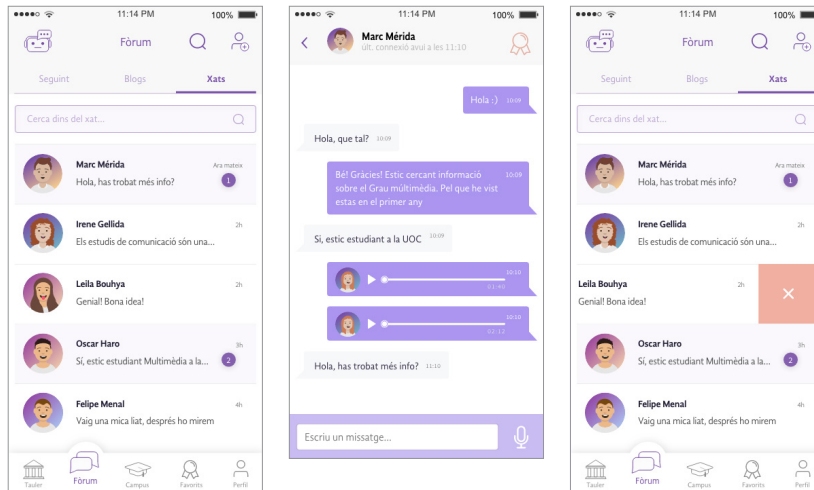 11:14 PM 100%
Fòrum
Seguint Blogs Xats
Cerca dins del xat...
Marc Mérida Ara mateix
Hola, has trobat més info? 1
Irene Gellida 2h
Els estudis de comunicació són una...
Leila Bouhya 2h
Genial! Bona idea!
Oscar Haro 3h
Sí, estic estudiant Multimèdia a la... 2
Felipe Menal 4h
Vaig una mica liat, després ho mirem
Tauler Fòrum Campus Favorits Perfil
11:14 PM 100%
Marc Mérida
últ. connexió avui a les 11:10
Hola :) 10:09
Hola, que tal? 10:09
Bé! Gràcies! Estic cercant informació 10:09
sobre el Grau múltimèdia. Pel que he vist
estas en el primer any
Si, estic estudiant a la UOC 10:09
10:10
01:40
10:10
02:12
Hola, has trobat més info? 11:10
Escriu un missatge...
11:14 PM 100%
Fòrum
Seguint Blogs Xats
Cerca dins del xat...
Marc Mérida Ara mateix
Hola, has trobat més info? 1
Irene Gellida 2h
Els estudis de comunicació són una...
Leila Bouhya 2h
Genial! Bona idea!
Oscar Haro 3h
Sí, estic estudiant Multimèdia a la... 2
Felipe Menal 4h
Vaig una mica liat, després ho mirem
Tauler Fòrum Campus Favorits Perfil